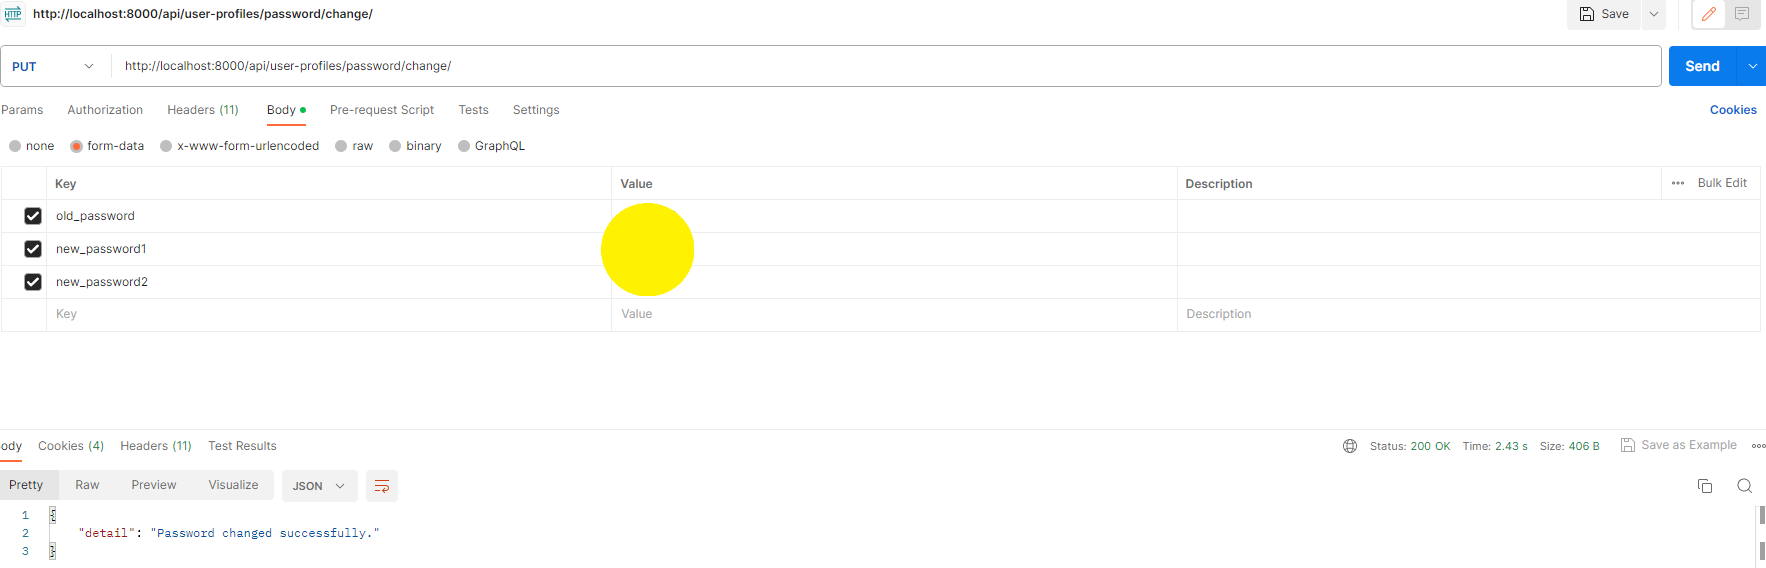 HTTP http://localhost:8000/api/user-profiles/password/change/ Save
PUT http://localhost:8000/api/user-profiles/password/change/ Send
Params Authorization Headers (11) Body Pre-request Script Tests Settings Cookies
none form-data x-www-form-urlencoded raw binary GraphQL
Key Value Description ••• Bulk Edit
old_password
new_password1
new_password2
Key Value Description
ody Cookies (4) Headers (11) Test Results Status: 200 OK Time: 2.43 s Size: 406 B Save as Example
Pretty Raw Preview Visualize JSON
1 {
2 "detail": "Password changed successfully."
3 }